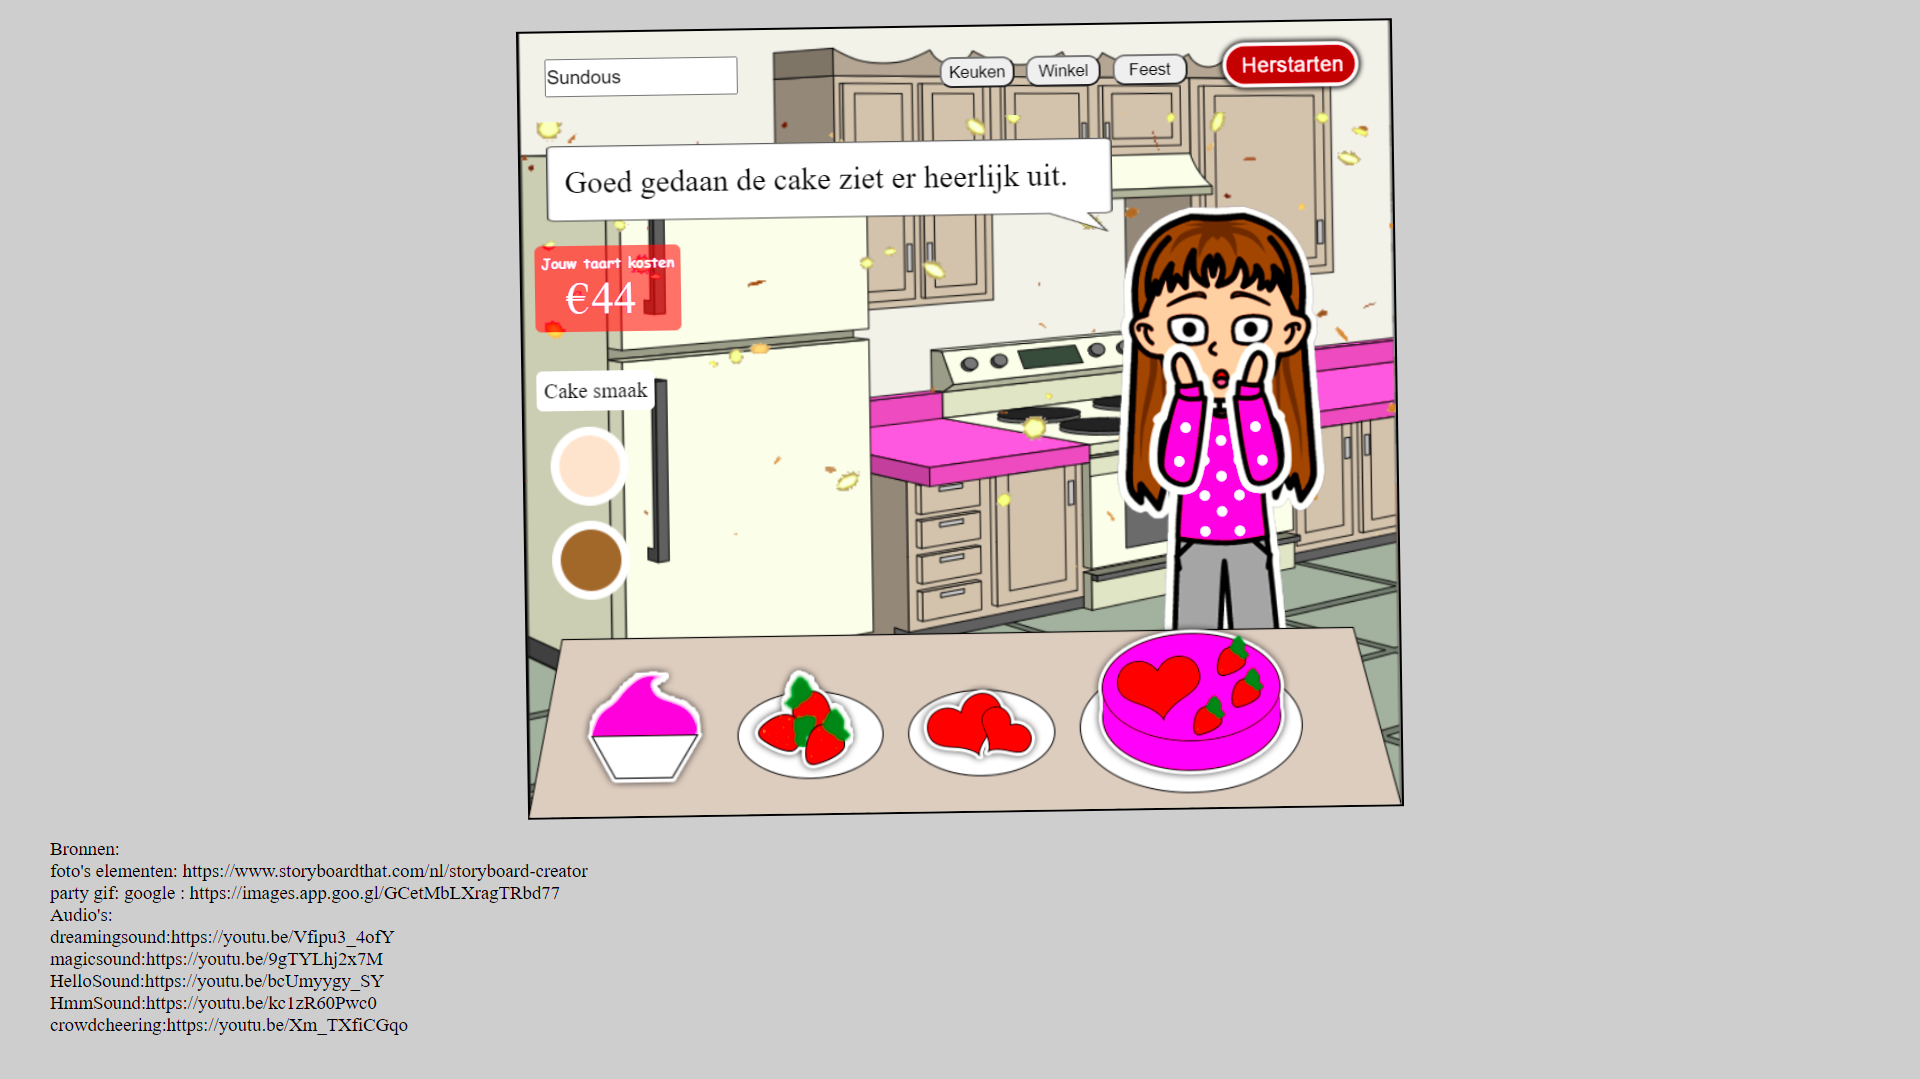 Sundous
Keuken
Winkel
Feest
Herstarten
Goed gedaan de cake ziet er heerlijk uit.
Jouw taart kosten
€44
Cake smaak
Bronnen:
foto's elementen: https://www.storyboardthat.com/nl/storyboard-creator
party gif: google : https://images.app.goo.gl/GCetMbLXragTRbd77
Audio's:
dreamingsound:https://youtu.be/Vfipu3_4ofY
magicsound:https://youtu.be/9gTYLhj2x7M
HelloSound:https://youtu.be/bcUmyygy_SY
HmmSound:https://youtu.be/kc1zR60Pwc0
crowdcheering:https://youtu.be/Xm_TXfiCGqo